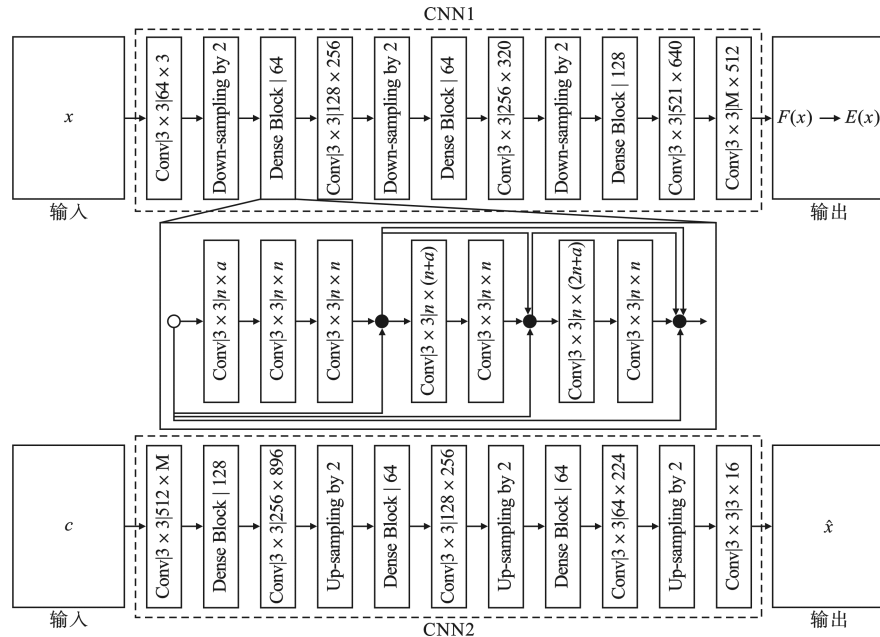 CNN1
x
输入
Conv|3 × 3|64 × 3
Down-sampling by 2
Dense Block | 64
Conv|3 × 3|128 × 256
Down-sampling by 2
Dense Block | 64
Conv|3 × 3|256 × 320
Down-sampling by 2
Dense Block | 128
Conv|3 × 3|521 × 640
Conv|3 × 3|M × 512
F(x) → E(x)
输出
Conv|3 × 3|n × a
Conv|3 × 3|n × n
Conv|3 × 3|n × n
Conv|3 × 3|n × (n+a)
Conv|3 × 3|n × n
Conv|3 × 3|n × (2n+a)
Conv|3 × 3|n × n
c
输入
Conv|3 × 3|512 × M
Dense Block | 128
Conv|3 × 3|256 × 896
Up-sampling by 2
Dense Block | 64
Conv|3 × 3|128 × 256
Up-sampling by 2
Dense Block | 64
Conv|3 × 3|64 × 224
Up-sampling by 2
Conv|3 × 3|3 × 16
x̂
输出
CNN2